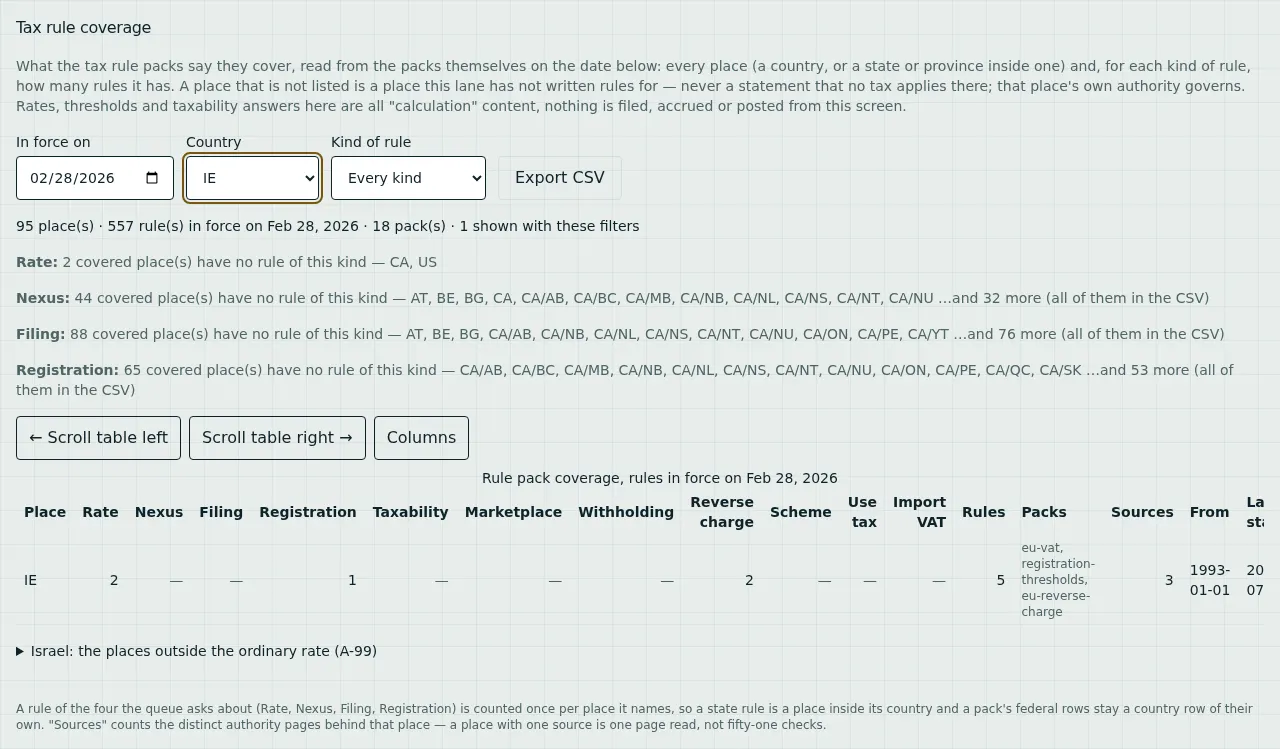 Tax rule coverage
What the tax rule packs say they cover, read from the packs themselves on the date below: every place (a country, or a state or province inside one) and, for each kind of rule,
how many rules it has. A place that is not listed is a place this lane has not written rules for — never a statement that no tax applies there; that place's own authority governs.
Rates, thresholds and taxability answers here are all "calculation" content, nothing is filed, accrued or posted from this screen.
In force on Country Kind of rule
02/28/2026 IE Every kind Export CSV
95 place(s) · 557 rule(s) in force on Feb 28, 2026 · 18 pack(s) · 1 shown with these filters
Rate: 2 covered place(s) have no rule of this kind — CA, US
Nexus: 44 covered place(s) have no rule of this kind — AT, BE, BG, CA, CA/AB, CA/BC, CA/MB, CA/NB, CA/NL, CA/NS, CA/NT, CA/NU …and 32 more (all of them in the CSV)
Filing: 88 covered place(s) have no rule of this kind — AT, BE, BG, CA/AB, CA/NB, CA/NL, CA/NS, CA/NT, CA/NU, CA/ON, CA/PE, CA/YT …and 76 more (all of them in the CSV)
Registration: 65 covered place(s) have no rule of this kind — CA/AB, CA/BC, CA/MB, CA/NB, CA/NL, CA/NS, CA/NT, CA/NU, CA/ON, CA/PE, CA/QC, CA/SK …and 53 more (all of
them in the CSV)
← Scroll table left Scroll table right → Columns
Rule pack coverage, rules in force on Feb 28, 2026
Place Rate Nexus Filing Registration Taxability Marketplace Withholding Reverse charge Scheme Use tax Import VAT Rules Packs Sources From
IE 2 — — 1 — — — 2 — — — 5 eu-vat, registration-thresholds, eu-reverse-charge 3 1993-01-01
▶ Israel: the places outside the ordinary rate (A-99)
A rule of the four the queue asks about (Rate, Nexus, Filing, Registration) is counted once per place it names, so a state rule is a place inside its country and a pack's federal rows stay a country row of their
own. "Sources" counts the distinct authority pages behind that place — a place with one source is one page read, not fifty-one checks.